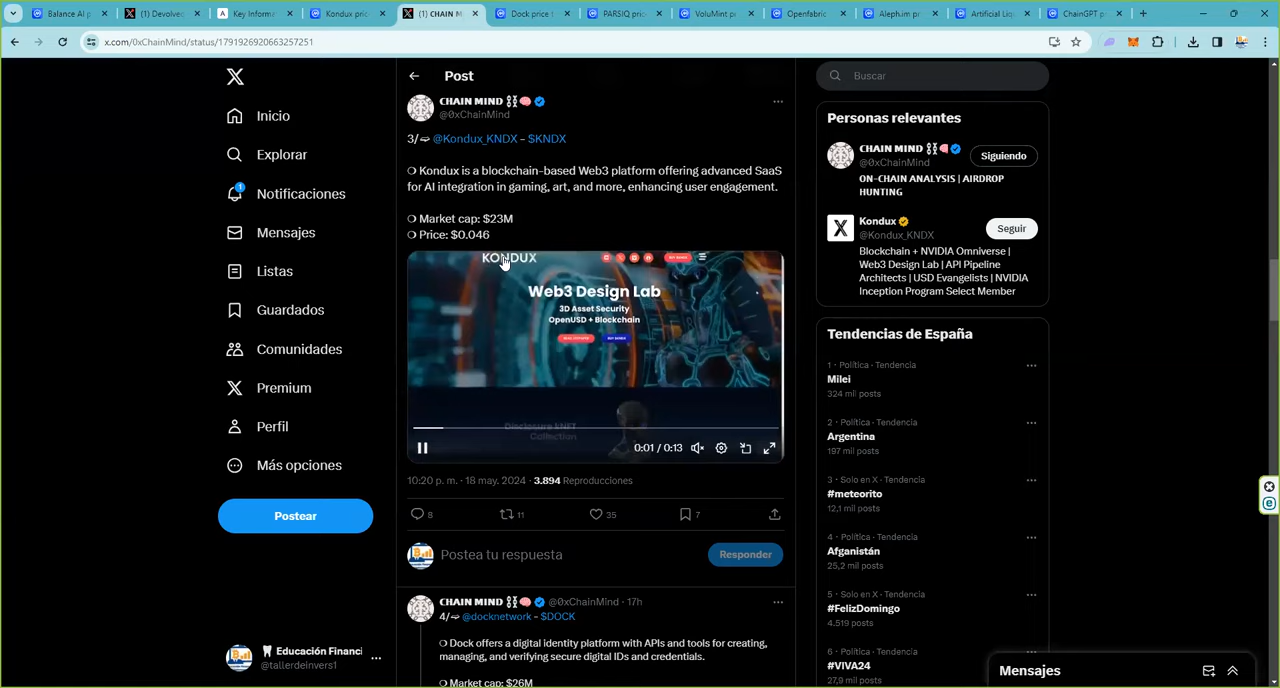 Balance AI p
(1) Devolvec
Key Informa
Kondux pric
(1) CHAIN M
Dock price t
PARSIQ pric
VoluMint pr
Openfabric
Aleph.im pr
Artificial Liq
ChainGPT p
x.com/0xChainMind/status/1791926920663257251
Inicio
Explorar
1
Notificaciones
Mensajes
Listas
Guardados
Comunidades
Premium
Perfil
Más opciones
Postear
Educación Financi
@tallerdeinvers1
Post
CHAIN MIND
@0xChainMind
3/➫ @Kondux_KNDX – $KNDX
❍ Kondux is a blockchain-based Web3 platform offering advanced SaaS
for AI integration in gaming, art, and more, enhancing user engagement.
❍ Market cap: $23M
❍ Price: $0.046
KONDUX
Web3 Design Lab
3D Asset Security
OpenUSD + Blockchain
Disclosure kNFT
Collection
0:01 / 0:13
10:20 p. m. · 18 may. 2024 · 3.894 Reproducciones
8
11
35
7
Postea tu respuesta
Responder
CHAIN MIND @0xChainMind · 17h
4/➫ @docknetwork – $DOCK
❍ Dock offers a digital identity platform with APIs and tools for creating,
managing, and verifying secure digital IDs and credentials.
❍ Market cap: $26M
Buscar
Personas relevantes
CHAIN MIND
@0xChainMind
Siguiendo
ON-CHAIN ANALYSIS | AIRDROP
HUNTING
Kondux
@Kondux_KNDX
Seguir
Blockchain + NVIDIA Omniverse |
Web3 Design Lab | API Pipeline
Architects | USD Evangelists | NVIDIA
Inception Program Select Member
Tendencias de España
1 · Política · Tendencia
Milei
324 mil posts
2 · Política · Tendencia
Argentina
197 mil posts
3 · Solo en X · Tendencia
#meteorito
12,1 mil posts
4 · Política · Tendencia
Afganistán
25,2 mil posts
5 · Solo en X · Tendencia
#FelizDomingo
4.519 posts
6 · Política · Tendencia
#VIVA24
27,9 mil posts
Mensajes